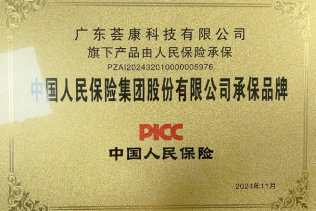 广东荟康科技有限公司
旗下产品由人民保险承保
PZAI202432010000005976
中国人民保险集团股份有限公司承保品牌
PICC
中国人民保险
2024年11月